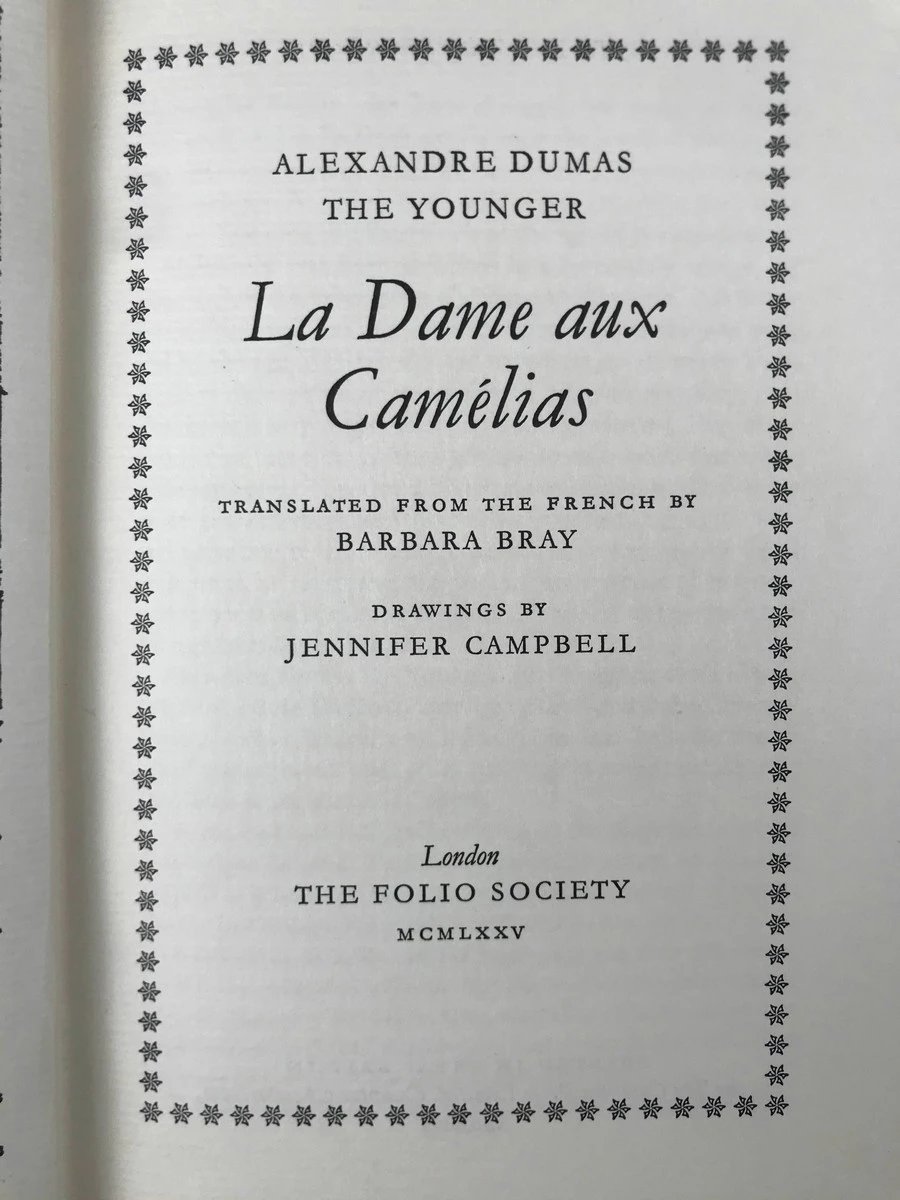 ALEXANDRE DUMAS
THE YOUNGER
La Dame aux
Camélias
TRANSLATED FROM THE FRENCH BY
BARBARA BRAY
DRAWINGS BY
JENNIFER CAMPBELL
London
THE FOLIO SOCIETY
MCMLXXV